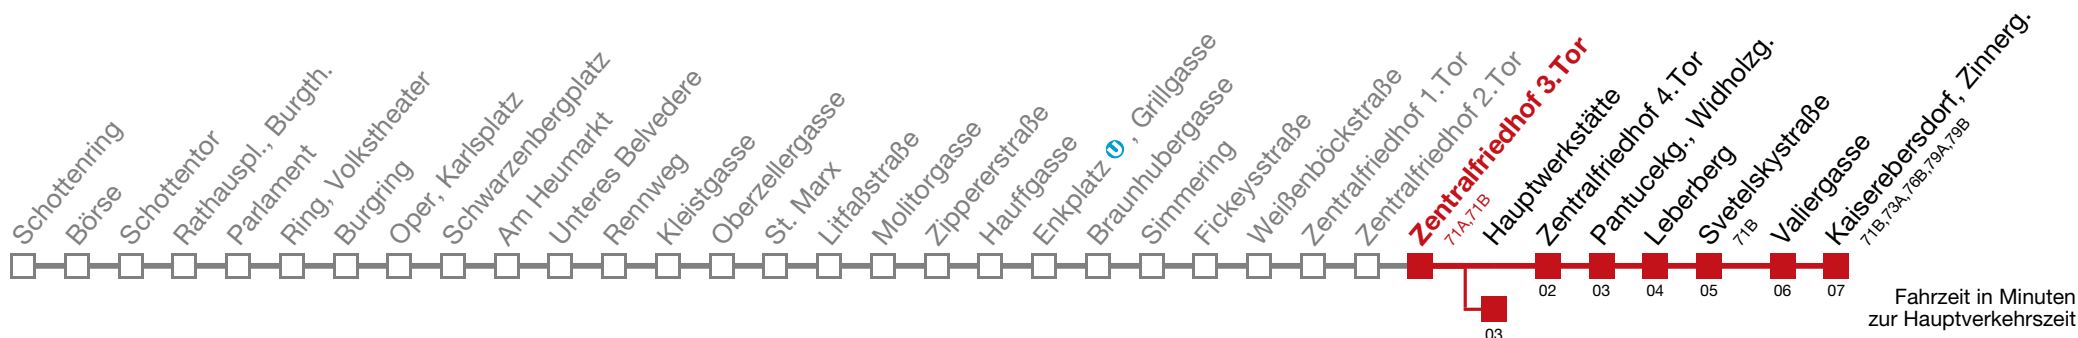 Schottenring
Börse
Schottentor
Rathauspl., Burgth.
Parlament
Ring, Volkstheater
Burgring
Oper, Karlsplatz
Schwarzenbergplatz
Am Heumarkt
Unteres Belvedere
Rennweg
Kleistgasse
Oberzellergasse
St. Marx
Litfaßstraße
Molitorgasse
Zippererstraße
Hauffgasse
Enkplatz U, Grillgasse
Braunhubergasse
Simmering
Fickeysstraße
Weißenböckstraße
Zentralfriedhof 1.Tor
Zentralfriedhof 2.Tor
Zentralfriedhof 3.Tor
71A,71B
Hauptwerkstätte
Zentralfriedhof 4.Tor
Pantucekg., Widholzg.
Leberberg
Svetelskystraße
71B
Valiergasse
Kaiserebersdorf, Zinnerg.
71B,73A,76B,79A,79B
02 03 04 05 06 07
03
Fahrzeit in Minuten
zur Hauptverkehrszeit